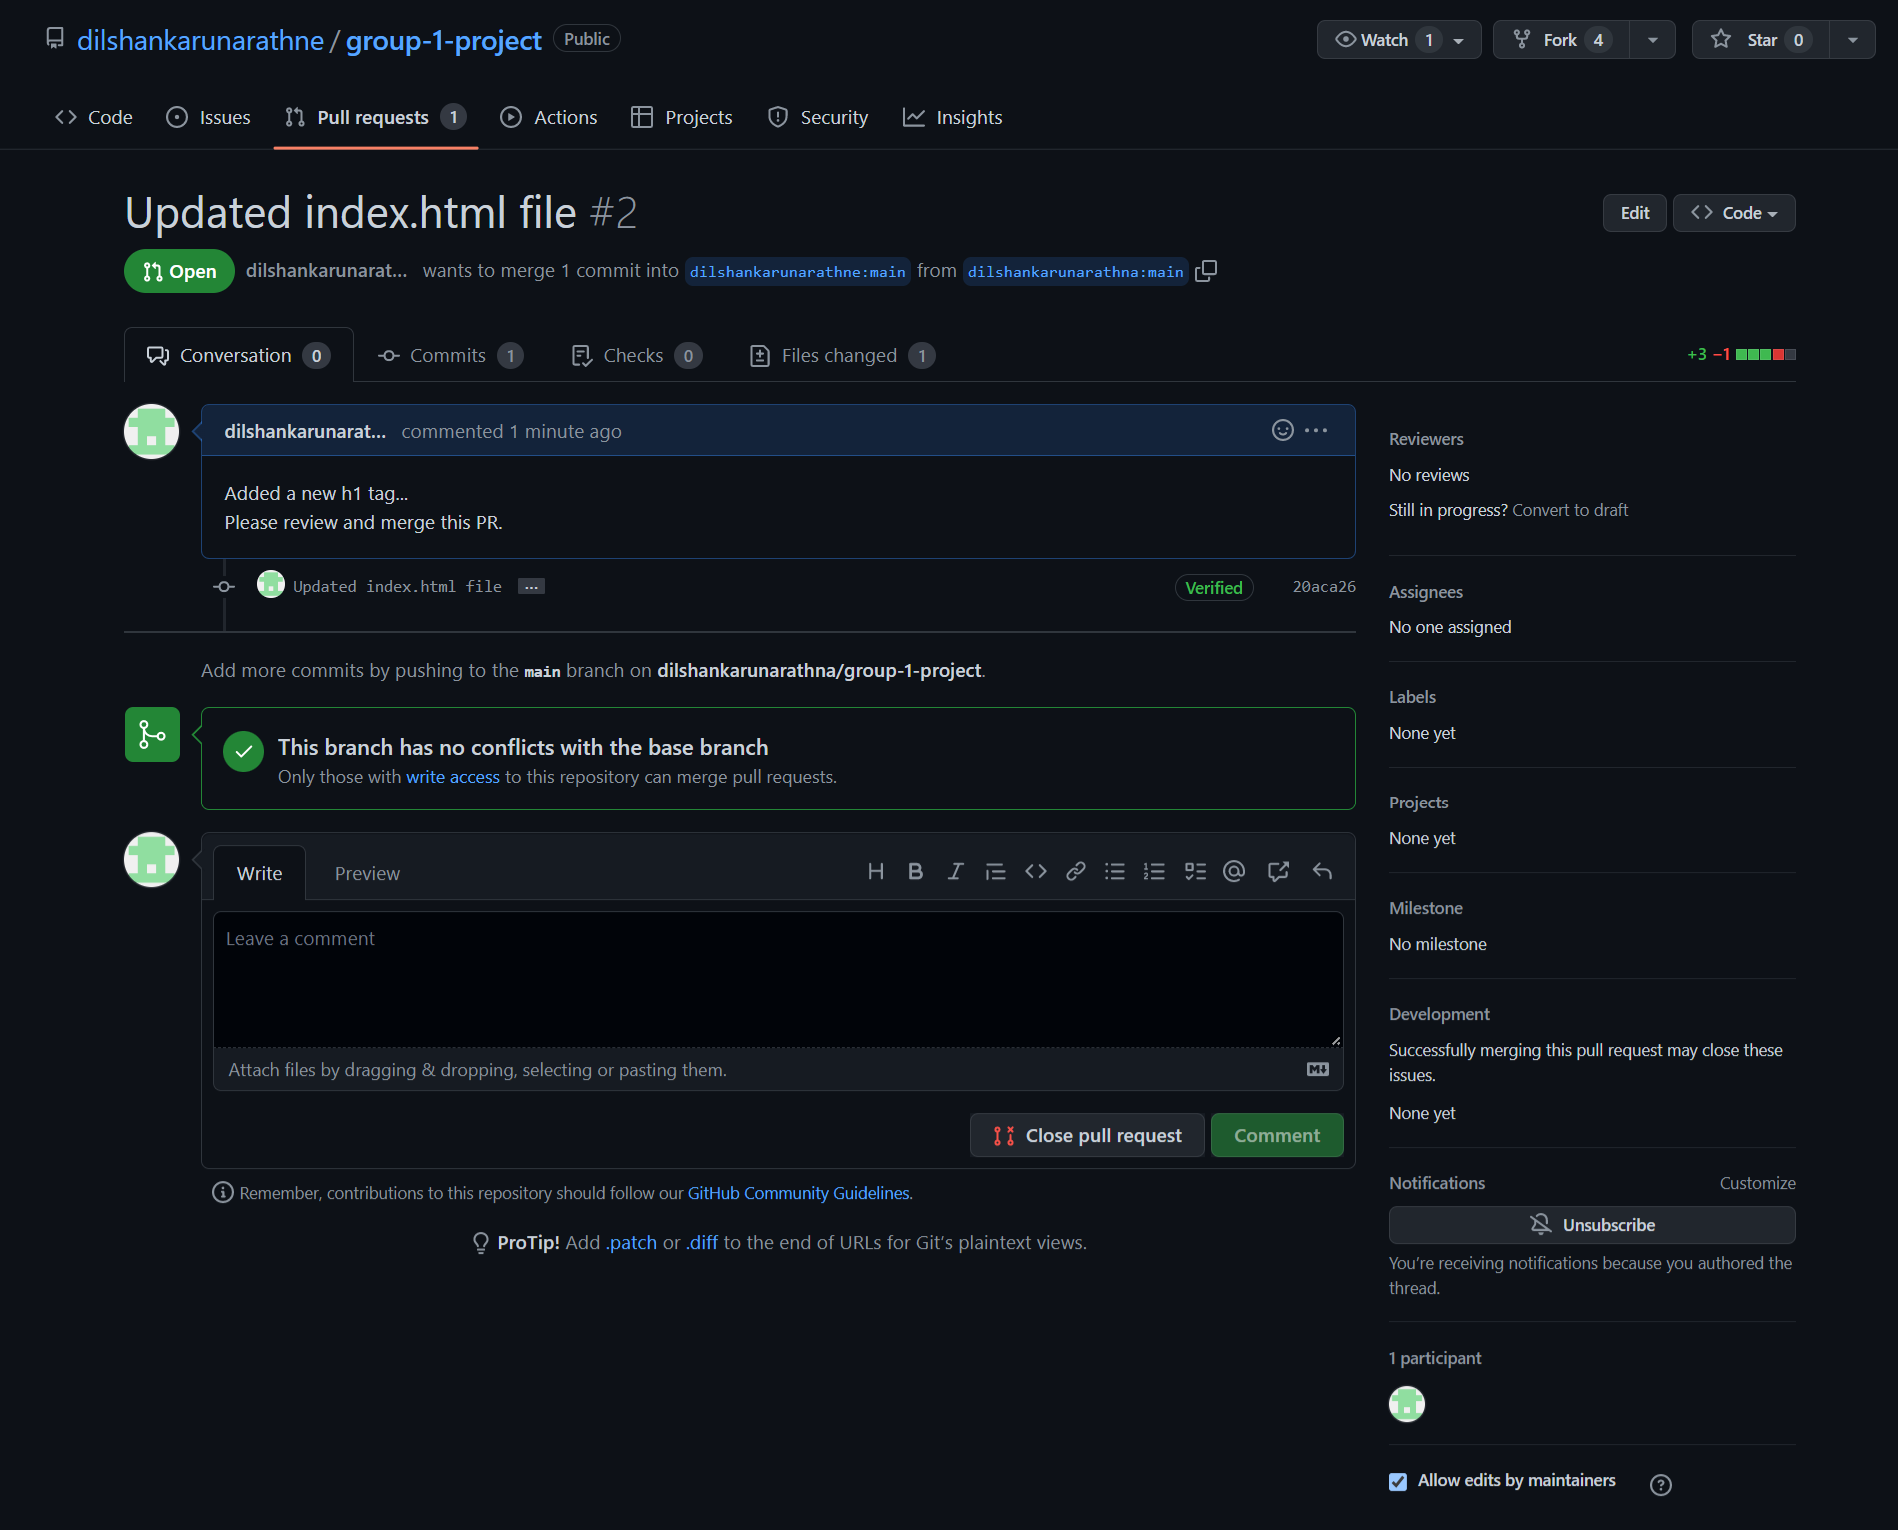 dilshankarunarathne / group-1-project Public
Watch 1
Fork 4
Star 0
Code
Issues
Pull requests 1
Actions
Projects
Security
Insights
Updated index.html file #2
Edit
Code
Open
dilshankarunarat... wants to merge 1 commit into dilshankarunarathne:main from dilshankarunarathna:main
Conversation 0
Commits 1
Checks 0
Files changed 1
+3 −1
dilshankarunarat... commented 1 minute ago
Added a new h1 tag...
Please review and merge this PR.
Updated index.html file ...
Verified
20aca26
Add more commits by pushing to the main branch on dilshankarunarathna/group-1-project.
This branch has no conflicts with the base branch
Only those with write access to this repository can merge pull requests.
Write
Preview
H B I
Leave a comment
Attach files by dragging & dropping, selecting or pasting them.
Close pull request
Comment
Remember, contributions to this repository should follow our GitHub Community Guidelines.
ProTip! Add .patch or .diff to the end of URLs for Git’s plaintext views.
Reviewers
No reviews
Still in progress? Convert to draft
Assignees
No one assigned
Labels
None yet
Projects
None yet
Milestone
No milestone
Development
Successfully merging this pull request may close these
issues.
None yet
Notifications
Customize
Unsubscribe
You’re receiving notifications because you authored the
thread.
1 participant
Allow edits by maintainers